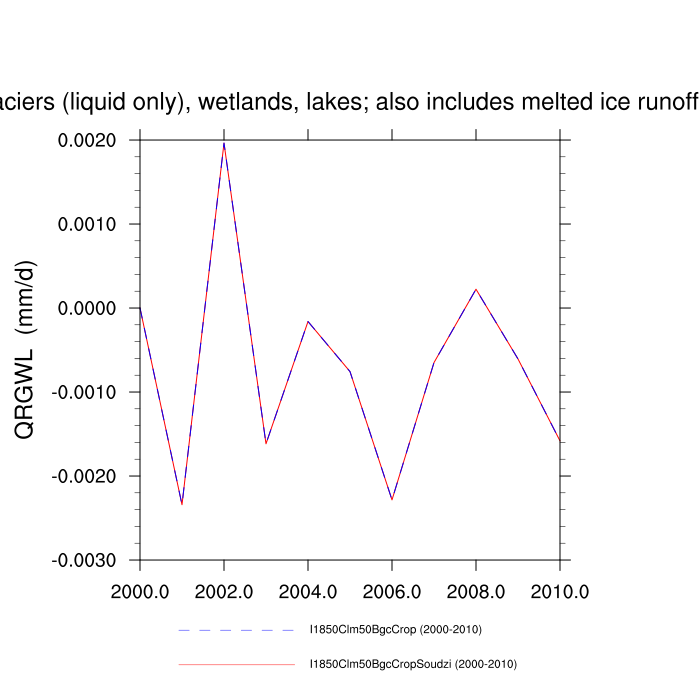 aciers (liquid only), wetlands, lakes; also includes melted ice runoff
0.0020
0.0010
0.0000
-0.0010
-0.0020
-0.0030
QRGWL (mm/d)
2000.0 2002.0 2004.0 2006.0 2008.0 2010.0
I1850Clm50BgcCrop (2000-2010)
I1850Clm50BgcCropSoudzi (2000-2010)